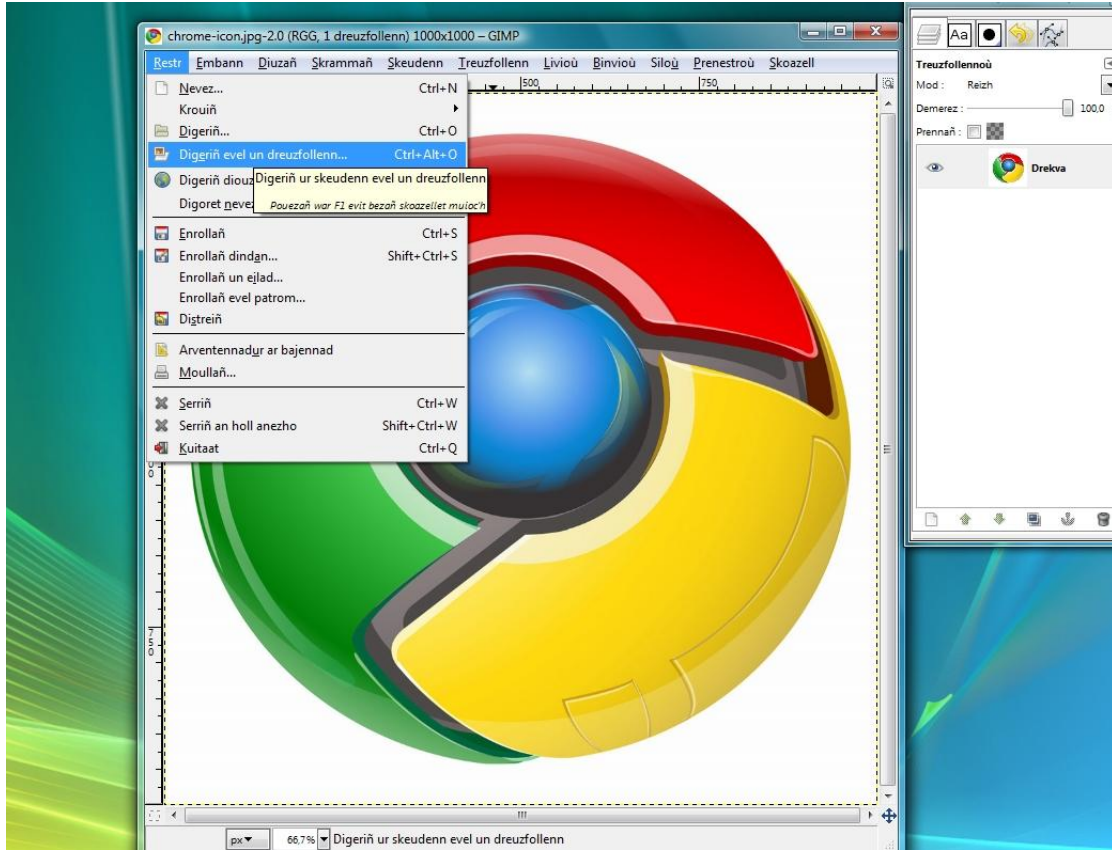 chrome-icon.jpg-2.0 (RGG, 1 dreuzfollenn) 1000x1000 – GIMP
Restr Embann Diuzañ Skrammañ Skeudenn Treuzfollenn Livioù Binvioù Siloù Prenestroù Skoazell
500 750
Nevez... Ctrl+N
Krouiñ
Digeriñ... Ctrl+O
Digeriñ evel un dreuzfollenn... Ctrl+Alt+O
Digeriñ diouz
Digeriñ ur skeudenn evel un dreuzfollenn
Digoret nevez
Pouezañ war F1 evit bezañ skoazellet muioc'h
Enrollañ Ctrl+S
Enrollañ dindan... Shift+Ctrl+S
Enrollañ un eilad...
Enrollañ evel patrom...
Distreiñ
Arventennadur ar bajennad
Moullañ...
Serriñ Ctrl+W
Serriñ an holl anezho Shift+Ctrl+W
Kuitaat Ctrl+Q
750
px 66,7% Digeriñ ur skeudenn evel un dreuzfollenn
Aa
Treuzfollennoù
Mod : Reizh
Demerez : 100,0
Prennañ :
Drekva